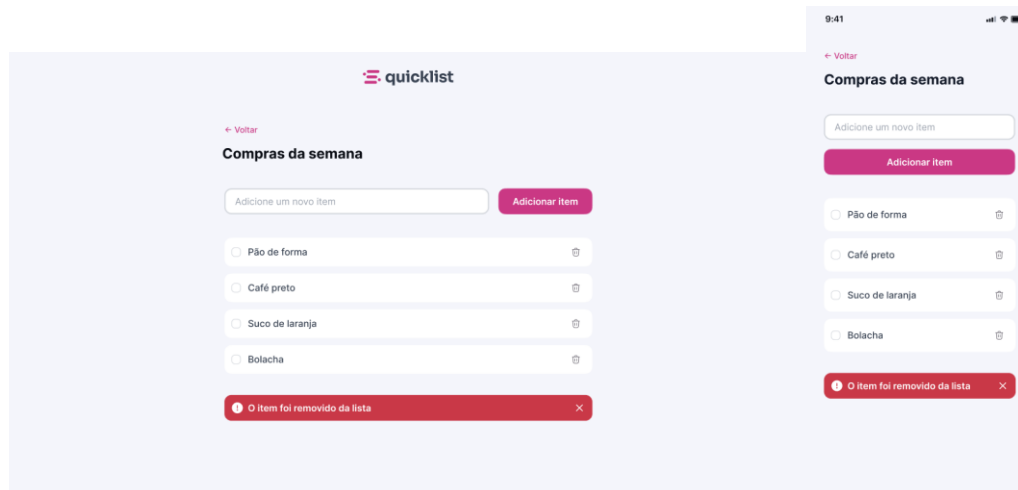 quicklist
← Voltar
Compras da semana
Adicione um novo item
Adicionar item
Pão de forma
Café preto
Suco de laranja
Bolacha
O item foi removido da lista
9:41
← Voltar
Compras da semana
Adicione um novo item
Adicionar item
Pão de forma
Café preto
Suco de laranja
Bolacha
O item foi removido da lista